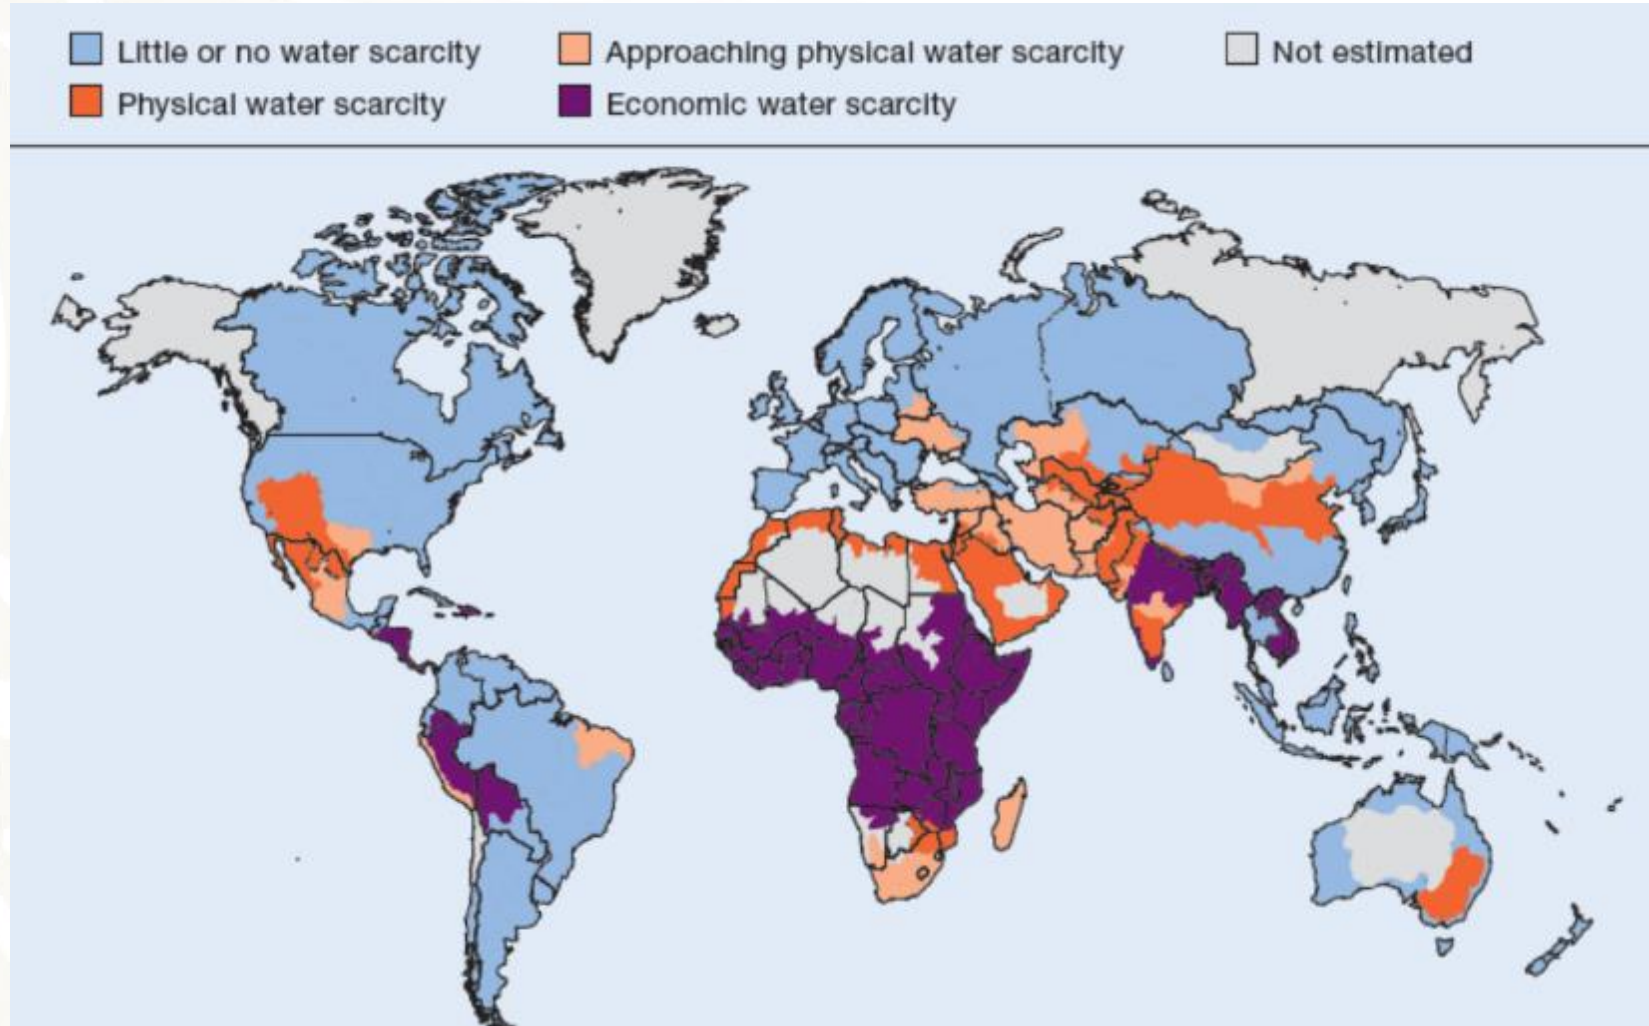 Little or no water scarcity
Approaching physical water scarcity
Not estimated
Physical water scarcity
Economic water scarcity